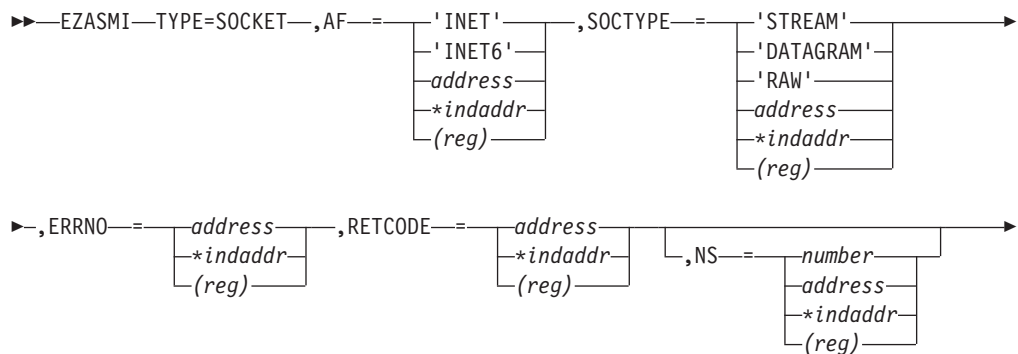 EZASMI TYPE=SOCKET ,AF = 'INET' ,SOCTYPE = 'STREAM'
'INET6' 'DATAGRAM'
address 'RAW'
*indaddr address
(reg) *indaddr
(reg)
,ERRNO = address ,RETCODE = address
*indaddr *indaddr ,NS = number
(reg) (reg) address
*indaddr
(reg)